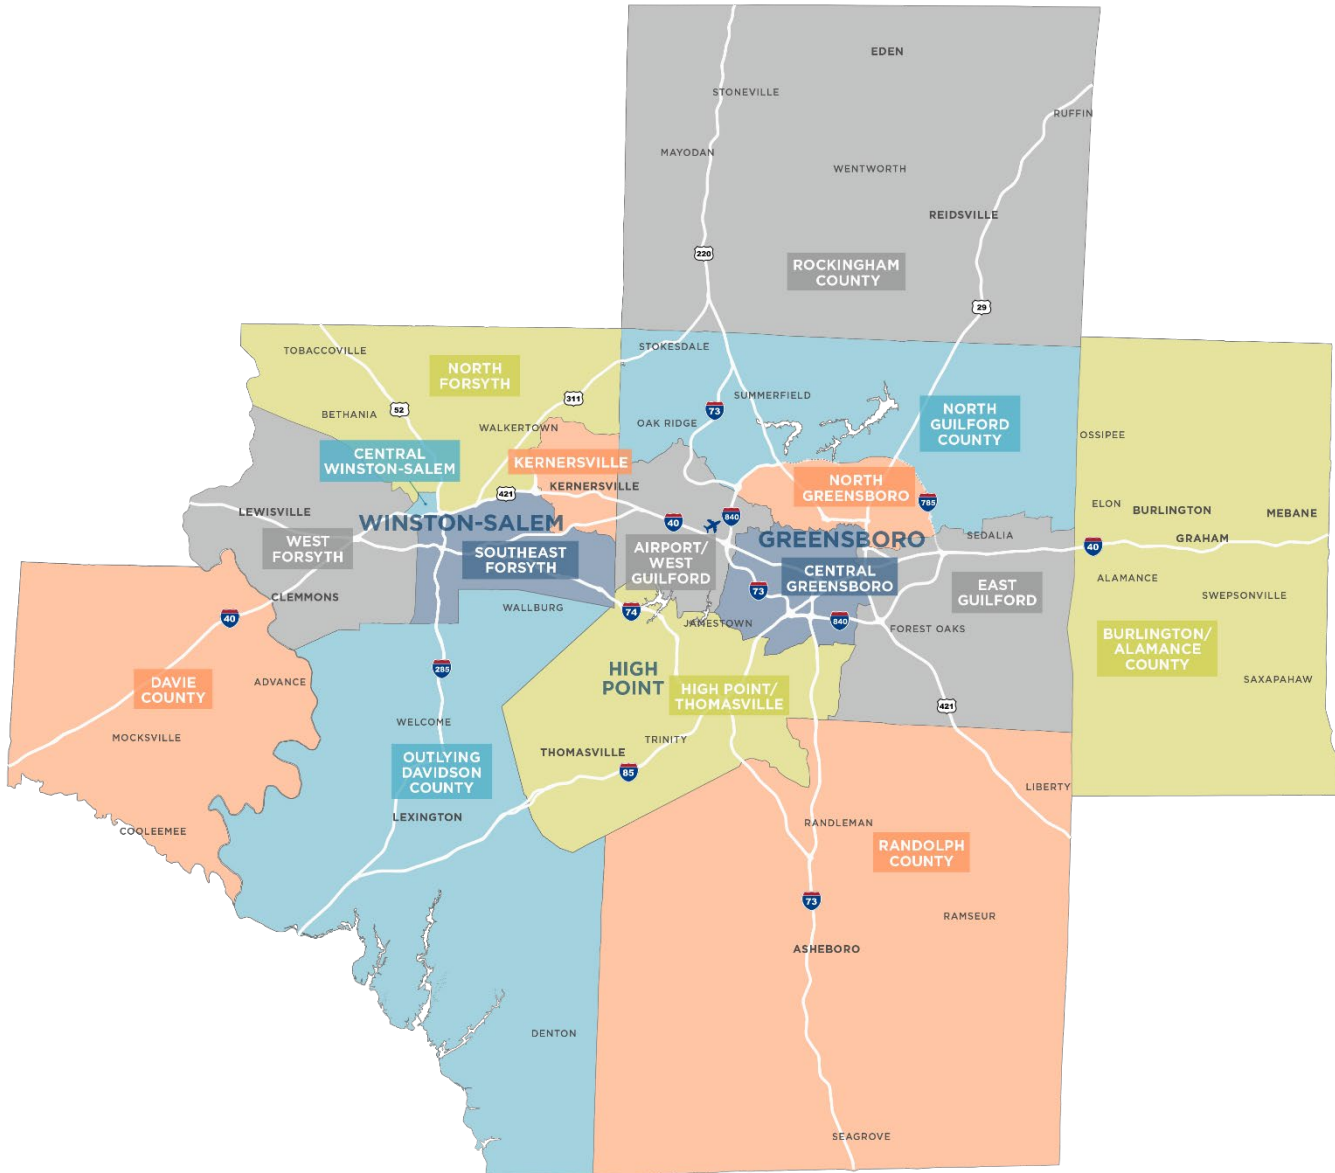 EDEN
STONEVILLE
RUFFIN
MAYODAN
WENTWORTH
REIDSVILLE
220
ROCKINGHAM
COUNTY
29
STOKESDALE
TOBACCOVILLE
NORTH
FORSYTH
311
52
BETHANIA
WALKERTOWN
73
SUMMERFIELD
OAK RIDGE
NORTH
GUILFORD
COUNTY
OSSIPEE
CENTRAL
WINSTON-SALEM
KERNERSVILLE
KERNERSVILLE
421
NORTH
GREENSBORO
785
ELON
BURLINGTON
MEBANE
LEWISVILLE
WINSTON-SALEM
40
840
GREENSBORO
SEDALIA
GRAHAM
40
WEST
FORSYTH
SOUTHEAST
FORSYTH
AIRPORT/
WEST
GUILFORD
CENTRAL
GREENSBORO
EAST
GUILFORD
ALAMANCE
SWEPSONVILLE
CLEMMONS
40
WALLBURG
74
73
JAMESTOWN
840
FOREST OAKS
BURLINGTON/
ALAMANCE
COUNTY
285
HIGH
POINT
HIGH POINT/
THOMASVILLE
DAVIE
COUNTY
ADVANCE
SAXAPAHAW
421
WELCOME
MOCKSVILLE
TRINITY
THOMASVILLE
85
OUTLYING
DAVIDSON
COUNTY
LIBERTY
LEXINGTON
COOLEEMEE
RANDLEMAN
RANDOLPH
COUNTY
73
RAMSEUR
ASHEBORO
DENTON
SEAGROVE